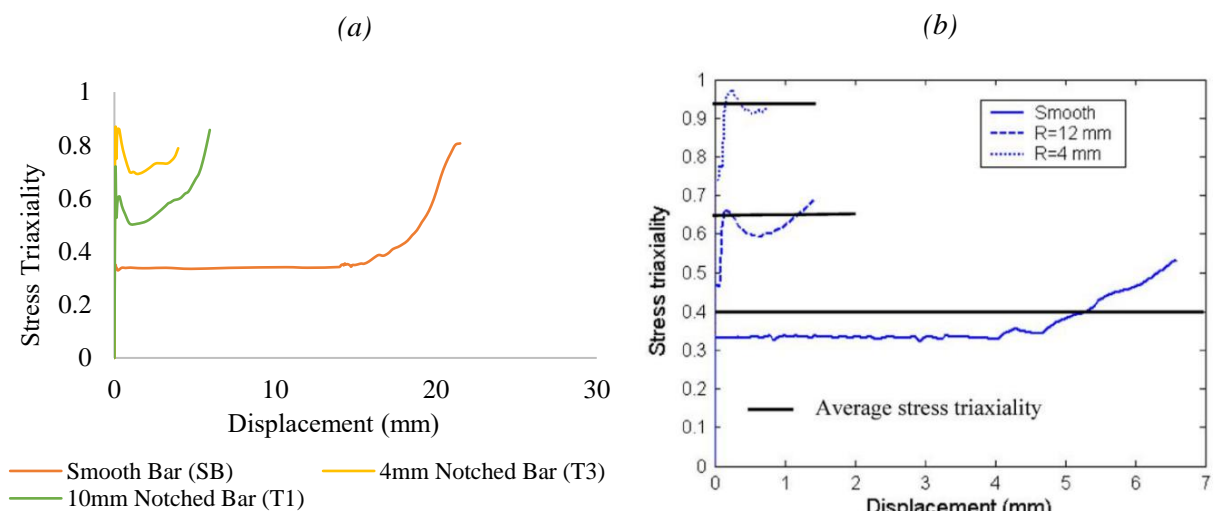 (a)
(b)
Stress Triaxiality
1
0.8
0.6
0.4
0.2
0
0 10 20 30
Displacement (mm)
Smooth Bar (SB) 4mm Notched Bar (T3)
10mm Notched Bar (T1)
Stress triaxiality
1
0.9
0.8
0.7
0.6
0.5
0.4
0.3
0.2
0.1
0
Smooth
R=12 mm
R=4 mm
Average stress triaxiality
0 1 2 3 4 5 6 7
Displacement (mm)